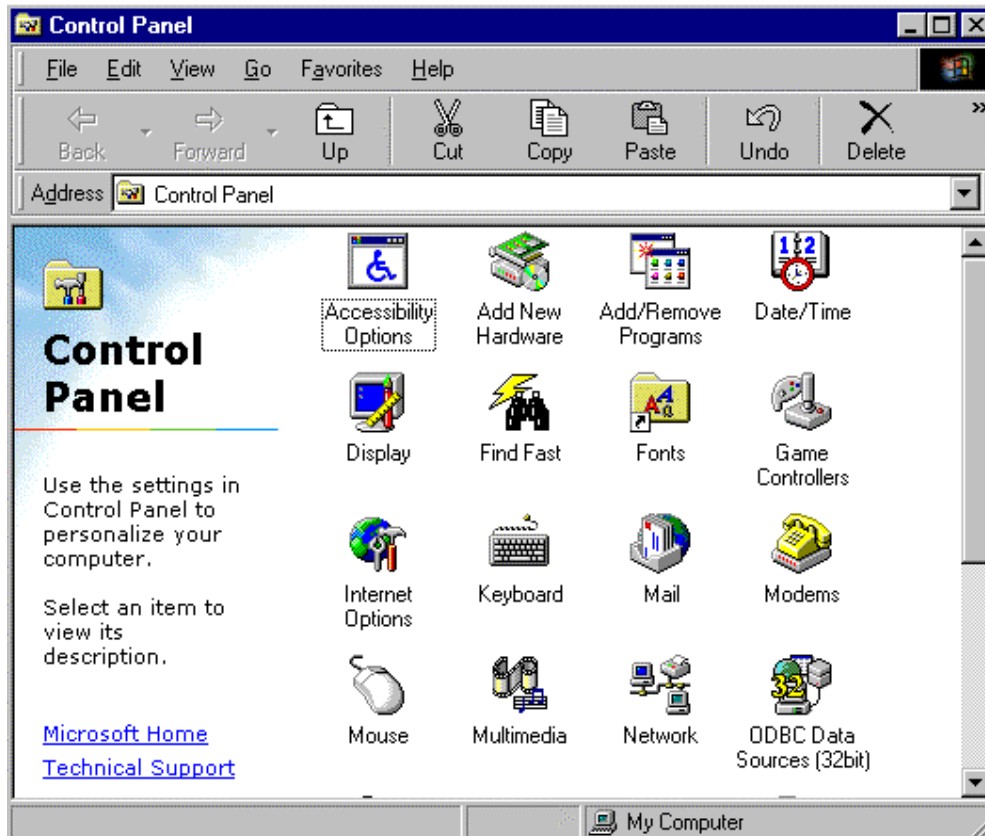 Control Panel
File Edit View Go Favorites Help
Back Forward Up Cut Copy Paste Undo Delete
Address Control Panel
Control
Panel
Use the settings in
Control Panel to
personalize your
computer.
Select an item to
view its
description.
Microsoft Home
Technical Support
Accessibility
Options
Add New
Hardware
Add/Remove
Programs
Date/Time
Display
Find Fast
Fonts
Game
Controllers
Internet
Options
Keyboard
Mail
Modems
Mouse
Multimedia
Network
ODBC Data
Sources (32bit)
My Computer